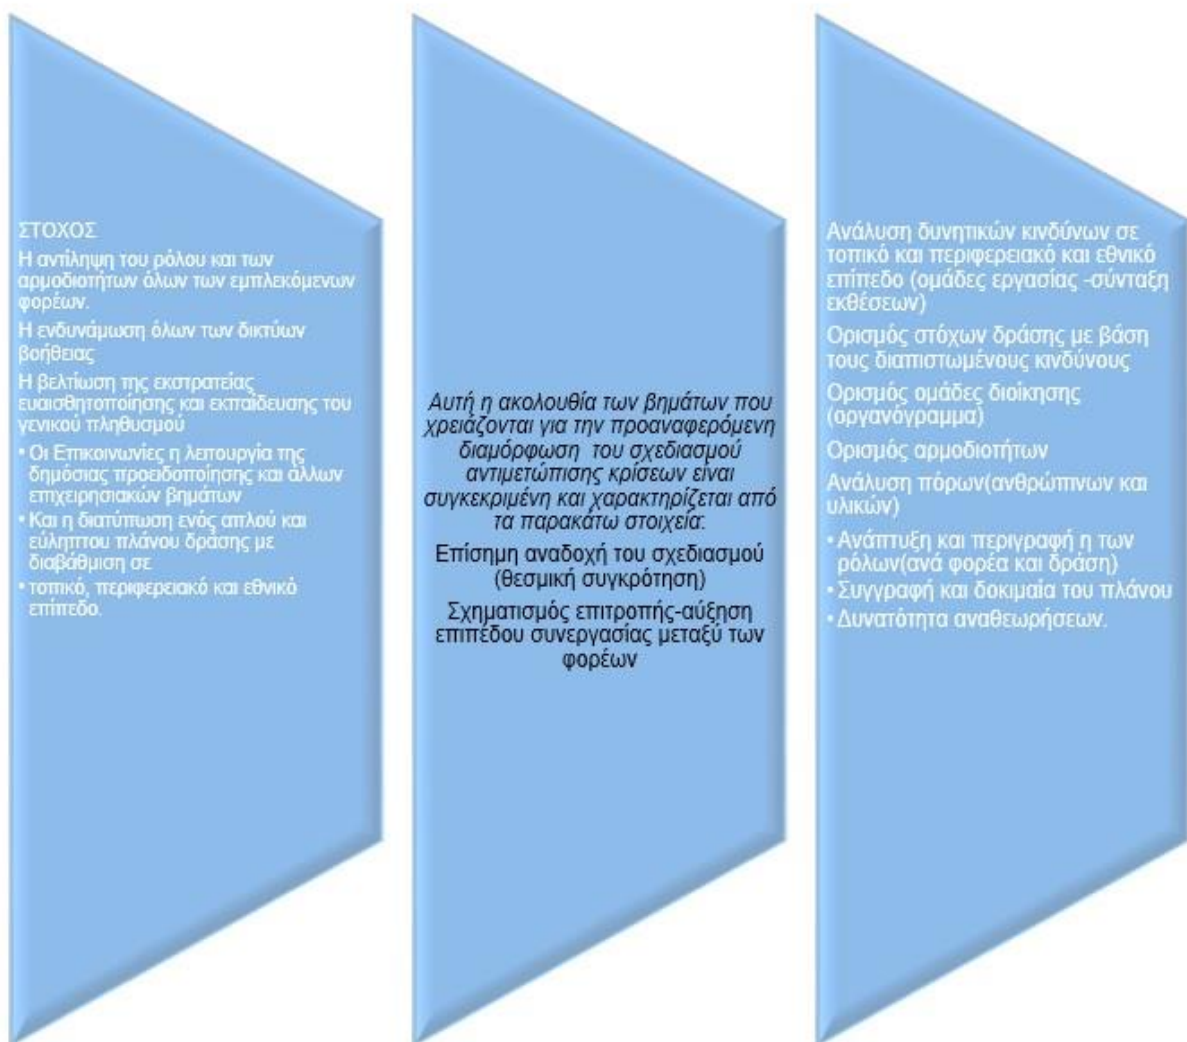 ΣΤΟΧΟΣ
Η αντίληψη του ρόλου και των
αρμοδιοτήτων όλων των εμπλεκόμενων
φορέων.
Η ενδυνάμωση όλων των δικτύων
βοήθειας
Η βελτίωση της εκστρατείας
ευαισθητοποίησης και εκπαίδευσης του
γενικού πληθυσμού
• Οι Επικοινωνίες η λειτουργία της
δημόσιας προειδοποίησης και άλλων
επιχειρησιακών βημάτων
• Και η διατύπωση ενός απλού και
εύληπτου πλάνου δράσης με
διαβάθμιση σε
• τοπικό, περιφερειακό και εθνικό
επίπεδο.
Αυτή η ακολουθία των βημάτων που
χρειάζονται για την προαναφερόμενη
διαμόρφωση του σχεδιασμού
αντιμετώπισης κρίσεων είναι
συγκεκριμένη και χαρακτηρίζεται από
τα παρακάτω στοιχεία:
Επίσημη αναδοχή του σχεδιασμού
(θεσμική συγκρότηση)
Σχηματισμός επιτροπής-αύξηση
επιπέδου συνεργασίας μεταξύ των
φορέων
Ανάλυση δυνητικών κινδύνων σε
τοπικό και περιφερειακό και εθνικό
επίπεδο (ομάδες εργασίας -σύνταξη
εκθέσεων)
Ορισμός στόχων δράσης με βάση
τους διαπιστωμένους κινδύνους
Ορισμός ομάδες διοίκησης
(οργανόγραμμα)
Ορισμός αρμοδιοτήτων
Ανάλυση πόρων(ανθρώπινων και
υλικών)
• Ανάπτυξη και περιγραφή η των
ρόλων(ανά φορέα και δράση)
• Συγγραφή και δοκιμαία του πλάνου
• Δυνατότητα αναθεωρήσεων.